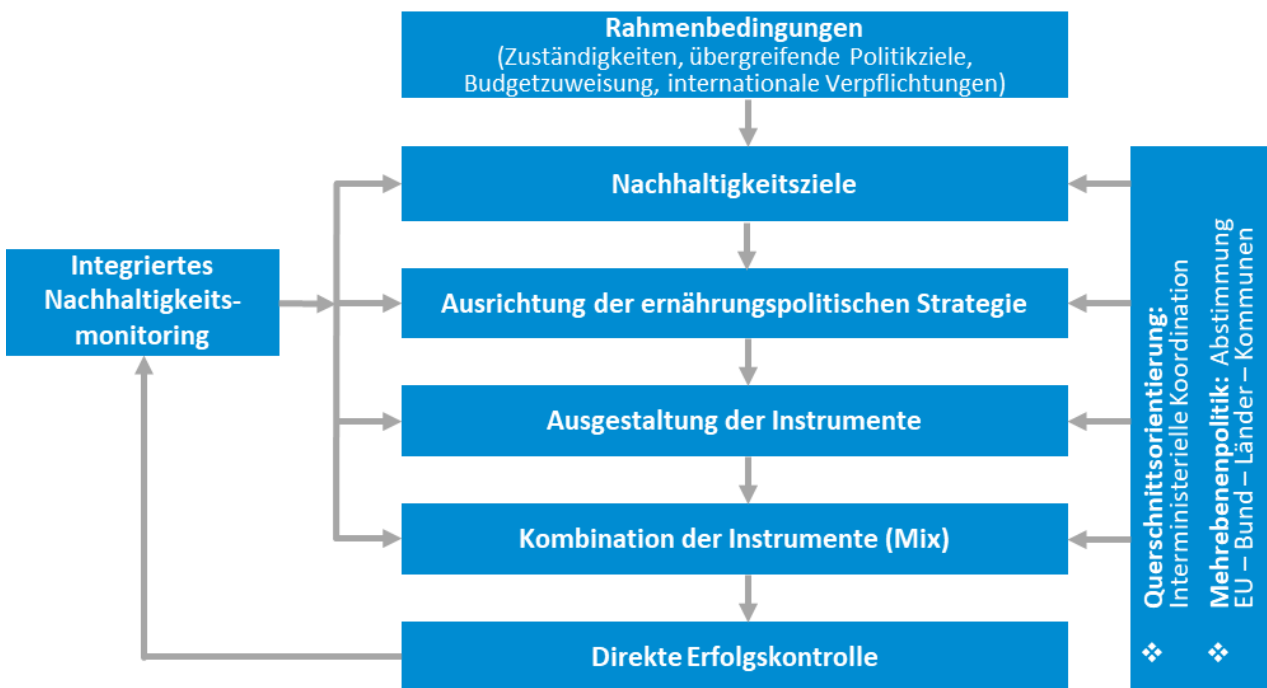 Rahmenbedingungen
(Zuständigkeiten, übergreifende Politikziele,
Budgetzuweisung, internationale Verpflichtungen)
Nachhaltigkeitsziele
Integriertes
Nachhaltigkeits-
monitoring
Ausrichtung der ernährungspolitischen Strategie
Ausgestaltung der Instrumente
Kombination der Instrumente (Mix)
Direkte Erfolgskontrolle
❖ Querschnittsorientierung:
Interministerielle Koordination
❖ Mehrebenenpolitik: Abstimmung
EU – Bund – Länder – Kommunen